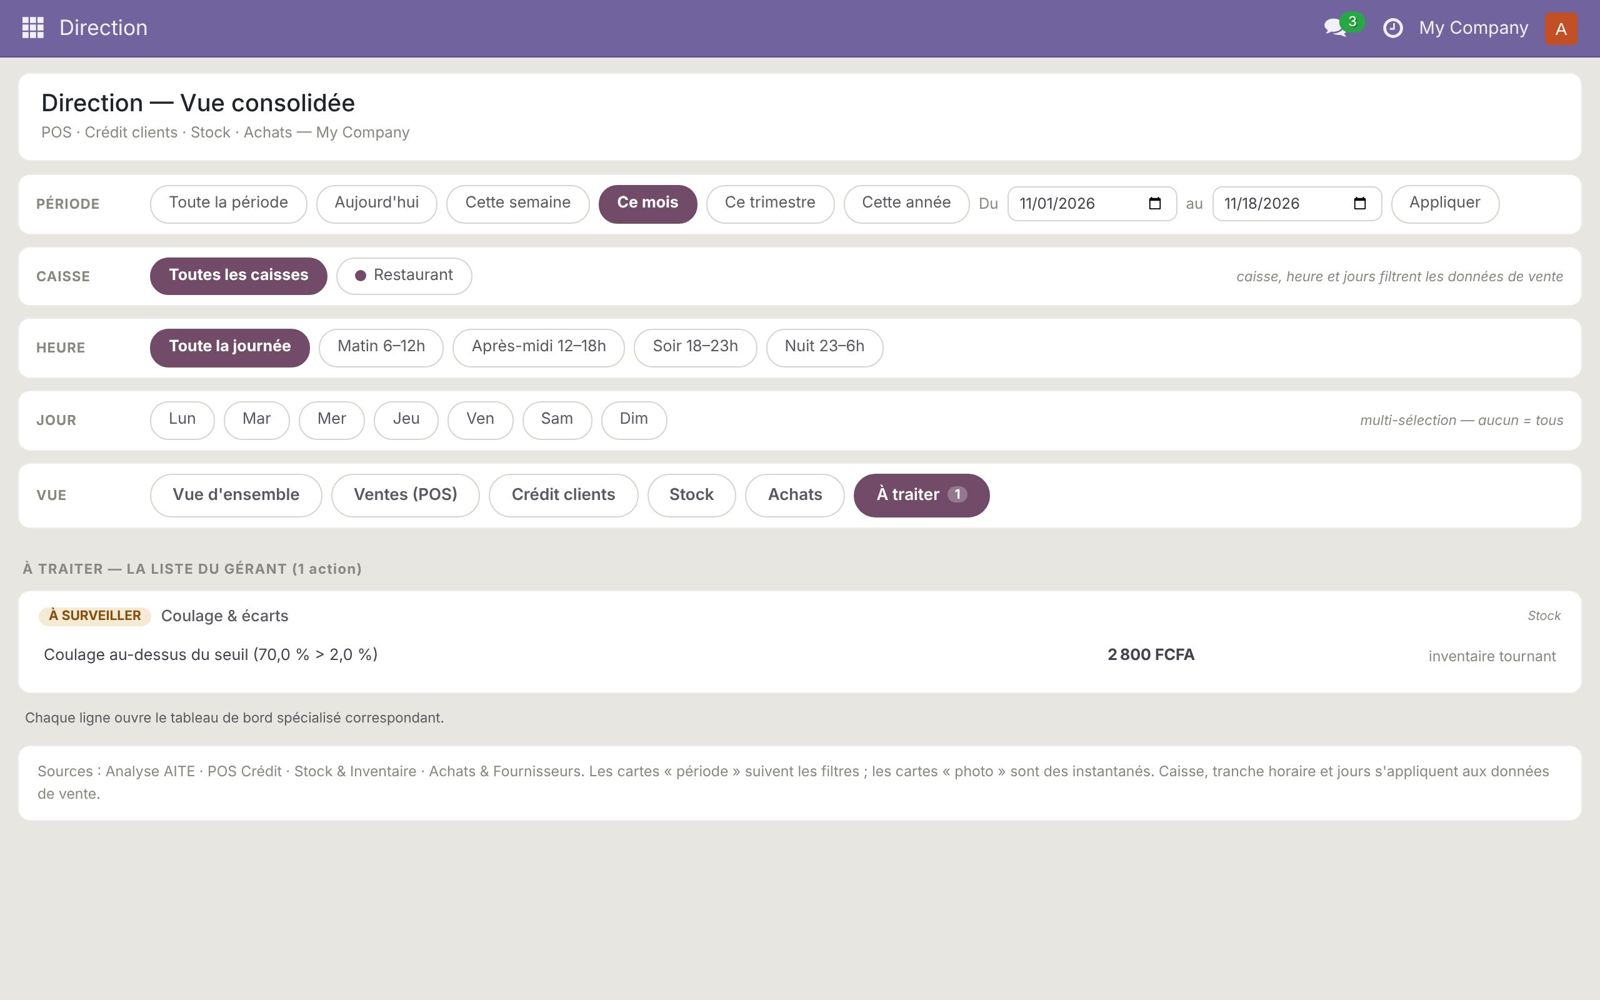 Direction
3
My Company
A
Direction — Vue consolidée
POS · Crédit clients · Stock · Achats — My Company
PÉRIODE Toute la période Aujourd'hui Cette semaine Ce mois Ce trimestre Cette année Du 11/01/2026 au 11/18/2026 Appliquer
CAISSE Toutes les caisses Restaurant caisse, heure et jours filtrent les données de vente
HEURE Toute la journée Matin 6–12h Après-midi 12–18h Soir 18–23h Nuit 23–6h
JOUR Lun Mar Mer Jeu Ven Sam Dim multi-sélection — aucun = tous
VUE Vue d'ensemble Ventes (POS) Crédit clients Stock Achats À traiter 1
À TRAITER — LA LISTE DU GÉRANT (1 action)
À SURVEILLER Coulage & écarts Stock
Coulage au-dessus du seuil (70,0 % > 2,0 %) 2 800 FCFA inventaire tournant
Chaque ligne ouvre le tableau de bord spécialisé correspondant.
Sources : Analyse AITE · POS Crédit · Stock & Inventaire · Achats & Fournisseurs. Les cartes « période » suivent les filtres ; les cartes « photo » sont des instantanés. Caisse, tranche horaire et jours s'appliquent aux données
de vente.